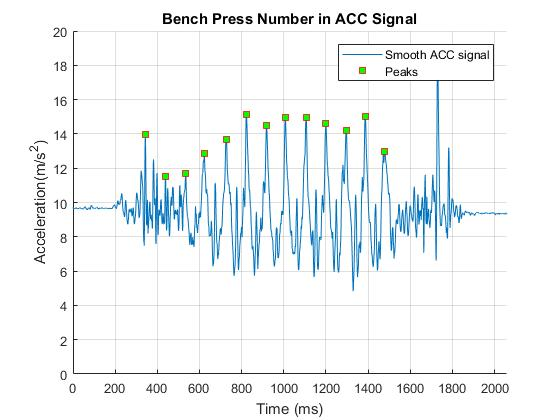 Bench Press Number in ACC Signal
Smooth ACC signal
Peaks
Acceleration(m/s²)
20
18
16
14
12
10
8
6
4
2
0
0 200 400 600 800 1000 1200 1400 1600 1800 2000
Time (ms)